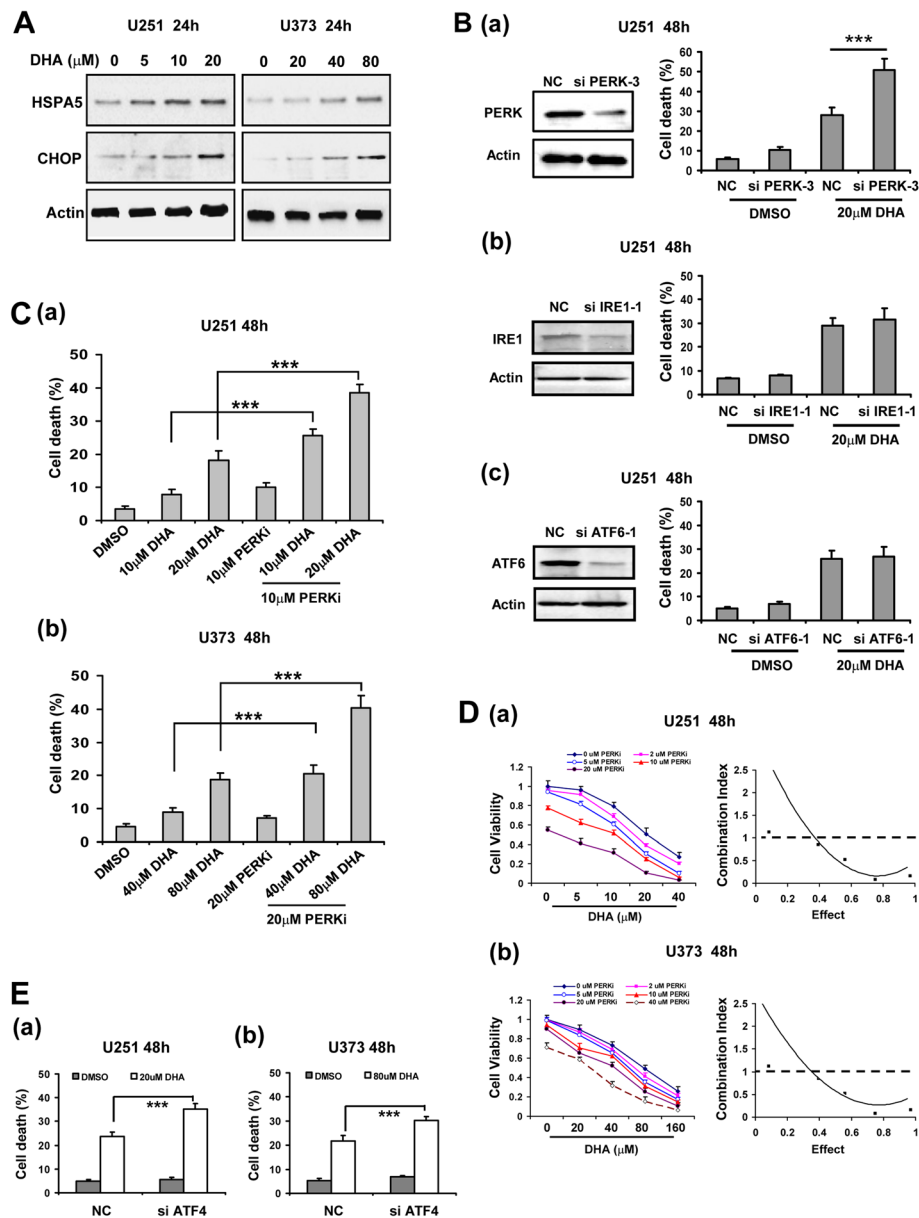 A
U251 24h
U373 24h
DHA (μM) 0 5 10 20 0 20 40 80
HSPA5
CHOP
Actin
B (a)
U251 48h
NC si PERK-3
PERK
Actin
Cell death (%)
60
50
40
30
20
10
0
***
NC si PERK-3 NC si PERK-3
DMSO 20μM DHA
(b)
U251 48h
NC si IRE1-1
IRE1
Actin
Cell death (%)
50
40
30
20
10
0
NC si IRE1-1 NC si IRE1-1
DMSO 20μM DHA
(c)
U251 48h
NC si ATF6-1
ATF6
Actin
Cell death (%)
50
40
30
20
10
0
NC si ATF6-1 NC si ATF6-1
DMSO 20μM DHA
C (a)
U251 48h
Cell death (%)
50
40
30
20
10
0
***
***
DMSO
10μM DHA
20μM DHA
10μM PERKi
10μM DHA
20μM DHA
10μM PERKi
(b)
U373 48h
Cell death (%)
50
40
30
20
10
0
***
***
DMSO
40μM DHA
80μM DHA
20μM PERKi
40μM DHA
80μM DHA
20μM PERKi
D (a)
U251 48h
0 uM PERKi 2 uM PERKi
5 uM PERKi 10 uM PERKi
20 uM PERKi
Cell Viability
1.2
1
0.8
0.6
0.4
0.2
0
0 5 10 20 40
DHA (μM)
Combination Index
2.5
2
1.5
1
0.5
0
0 0.2 0.4 0.6 0.8 1
Effect
(b)
U373 48h
0 uM PERKi 2 uM PERKi
5 uM PERKi 10 uM PERKi
20 uM PERKi 40 uM PERKi
Cell Viability
1.2
1
0.8
0.6
0.4
0.2
0
0 20 40 80 160
DHA (μM)
Combination Index
2.5
2
1.5
1
0.5
0
0 0.2 0.4 0.6 0.8 1
Effect
E
(a)
U251 48h
DMSO 20uM DHA
Cell death (%)
50
40
30
20
10
0
***
NC si ATF4
(b)
U373 48h
DMSO 80uM DHA
Cell death (%)
50
40
30
20
10
0
***
NC si ATF4